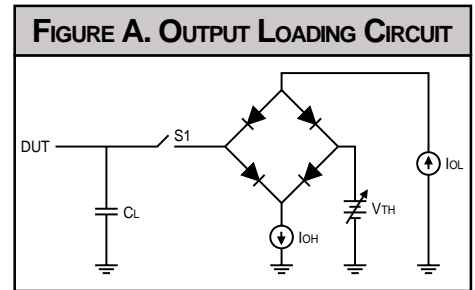 FIGURE A. OUTPUT LOADING CIRCUIT
DUT
S1
IOL
CL
VTH
IOH